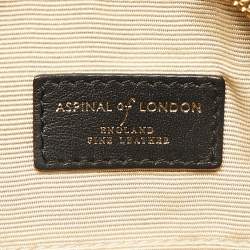 ASPINAL of LONDON
ENGLAND
FINE LEATHER